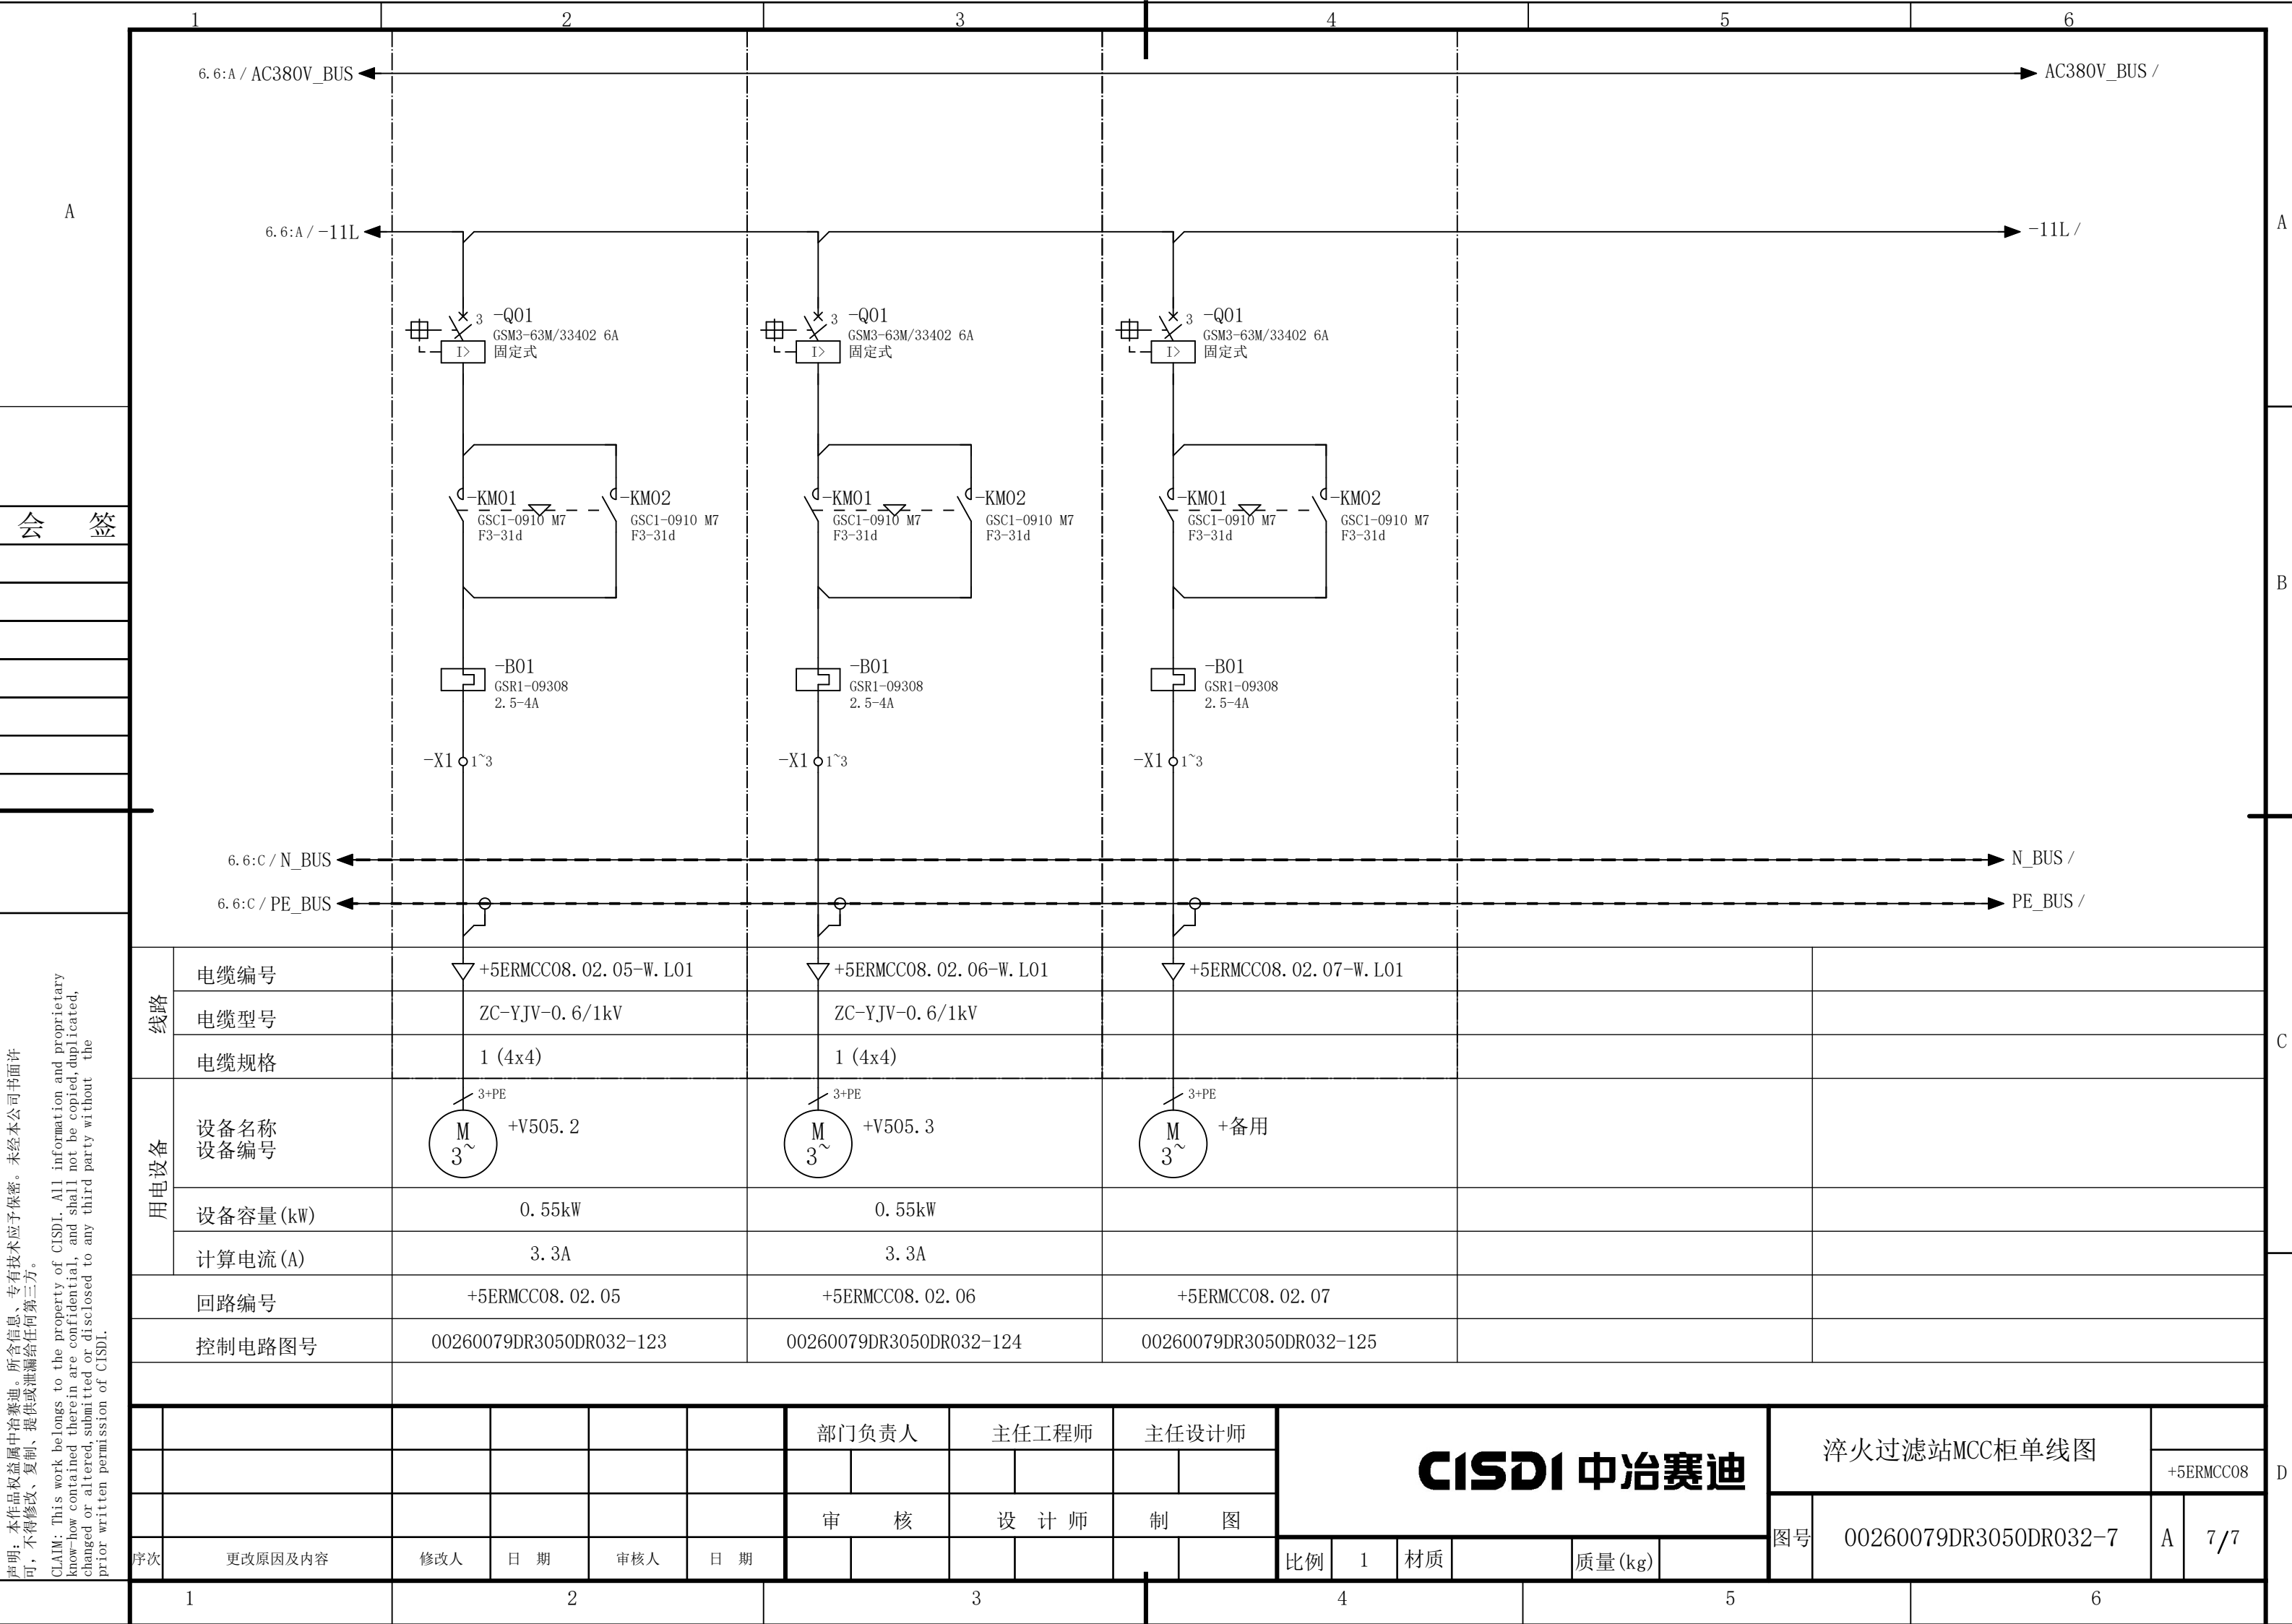 1 2 3 4 5 6
6.6:A / AC380V_BUS
AC380V_BUS /
A
A
6.6:A / -11L
-11L /
-Q01
3
GSM3-63M/33402 6A
固定式
I>
-Q01
3
GSM3-63M/33402 6A
固定式
I>
-Q01
3
GSM3-63M/33402 6A
固定式
I>
会 签
-KM01
GSC1-0910 M7
F3-31d
-KM02
GSC1-0910 M7
F3-31d
-KM01
GSC1-0910 M7
F3-31d
-KM02
GSC1-0910 M7
F3-31d
-KM01
GSC1-0910 M7
F3-31d
-KM02
GSC1-0910 M7
F3-31d
B
-B01
GSR1-09308
2.5-4A
-B01
GSR1-09308
2.5-4A
-B01
GSR1-09308
2.5-4A
-X1 1~3
-X1 1~3
-X1 1~3
6.6:C / N_BUS
N_BUS /
6.6:C / PE_BUS
PE_BUS /
线路
电缆编号
+5ERMCC08.02.05-W.L01
+5ERMCC08.02.06-W.L01
+5ERMCC08.02.07-W.L01
电缆型号
ZC-YJV-0.6/1kV
ZC-YJV-0.6/1kV
电缆规格
1 (4x4)
1 (4x4)
C
用电设备
设备名称
设备编号
3+PE
M
3~
+V505.2
3+PE
M
3~
+V505.3
3+PE
M
3~
+备用
设备容量(kW)
0.55kW
0.55kW
计算电流(A)
3.3A
3.3A
回路编号
+5ERMCC08.02.05
+5ERMCC08.02.06
+5ERMCC08.02.07
控制电路图号
00260079DR3050DR032-123
00260079DR3050DR032-124
00260079DR3050DR032-125
声明: 本作品权益属中冶赛迪。所含信息、专有技术应予保密。未经本公司书面许
可, 不得修改、复制、提供或泄漏给任何第三方。
CLAIM: This work belongs to the property of CISDI. All information and proprietary
know-how contained therein are confidential, and shall not be copied,duplicated,
changed or altered,submitted or disclosed to any third party without the
prior written permission of CISDI.
序次 更改原因及内容 修改人 日 期 审核人 日 期
部门负责人 主任工程师 主任设计师
审 核 设 计 师 制 图
CISDI 中冶赛迪
比例 1 材质 质量(kg)
淬火过滤站MCC柜单线图
+5ERMCC08
图号 00260079DR3050DR032-7 A 7/7
D
1 2 3 4 5 6